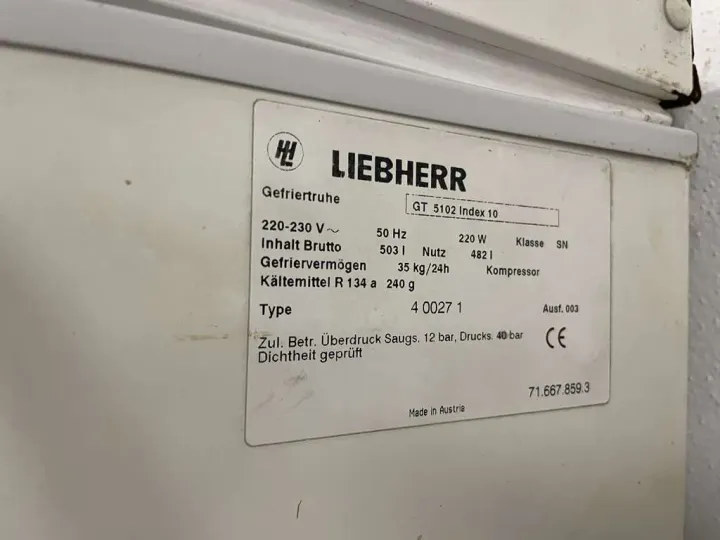 LIEBHERR
Gefriertruhe GT 5102 Index 10
220-230 V ~ 50 Hz 220 W Klasse SN
Inhalt Brutto 503 l Nutz 482 l
Gefriervermögen 35 kg/24h Kompressor
Kältemittel R 134 a 240 g
Type 4 0027 1 Ausf. 003
Zul. Betr. Überdruck Saugs. 12 bar, Drucks. 40 bar
Dichtheit geprüft CE
71.667.859.3
Made in Austria